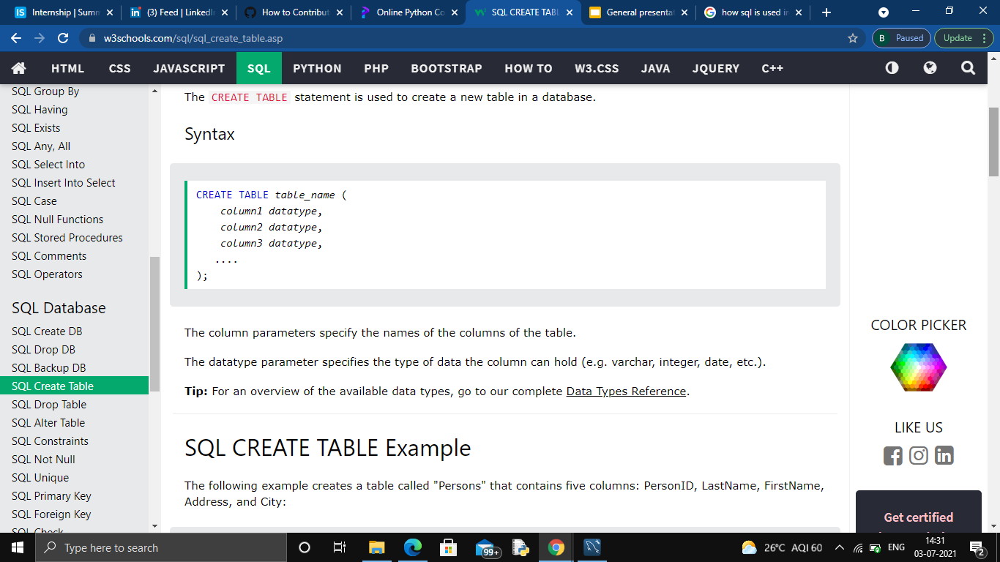 Internship | Summ
(3) Feed | LinkedIn
How to Contribut
Online Python Co
SQL CREATE TABL
General presentat
how sql is used in
w3schools.com/sql/sql_create_table.asp
B Paused
Update
HTML CSS JAVASCRIPT SQL PYTHON PHP BOOTSTRAP HOW TO W3.CSS JAVA JQUERY C++
SQL Group By
SQL Having
SQL Exists
SQL Any, All
SQL Select Into
SQL Insert Into Select
SQL Case
SQL Null Functions
SQL Stored Procedures
SQL Comments
SQL Operators
SQL Database
SQL Create DB
SQL Drop DB
SQL Backup DB
SQL Create Table
SQL Drop Table
SQL Alter Table
SQL Constraints
SQL Not Null
SQL Unique
SQL Primary Key
SQL Foreign Key
SQL Check
The CREATE TABLE statement is used to create a new table in a database.
Syntax
CREATE TABLE table_name (
column1 datatype,
column2 datatype,
column3 datatype,
....
);
The column parameters specify the names of the columns of the table.
The datatype parameter specifies the type of data the column can hold (e.g. varchar, integer, date, etc.).
Tip: For an overview of the available data types, go to our complete Data Types Reference.
SQL CREATE TABLE Example
The following example creates a table called "Persons" that contains five columns: PersonID, LastName, FirstName,
Address, and City:
COLOR PICKER
LIKE US
Get certified
Type here to search
99+
26°C AQI 60
ENG
14:31
03-07-2021
2